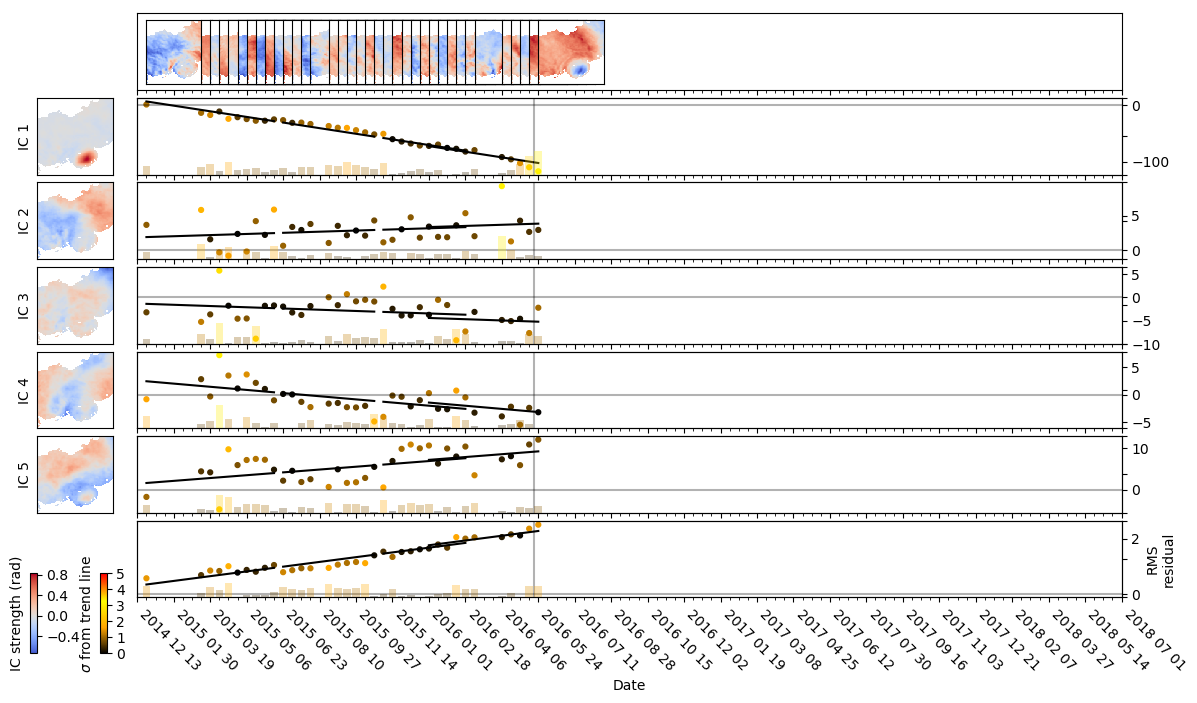 IC 1
0
−100
IC 2
5
0
IC 3
5
0
−5
−10
IC 4
5
0
−5
IC 5
10
0
2
0
RMS
residual
IC strength (rad)
0.8
0.4
0.0
−0.4
σ from trend line
5
4
3
2
1
0
2014 12 13
2015 01 30
2015 03 19
2015 05 06
2015 06 23
2015 08 10
2015 09 27
2015 11 14
2016 01 01
2016 02 18
2016 04 06
2016 05 24
2016 07 11
2016 08 28
2016 10 15
2016 12 02
2017 01 19
2017 03 08
2017 04 25
2017 06 12
2017 07 30
2017 09 16
2017 11 03
2017 12 21
2018 02 07
2018 03 27
2018 05 14
2018 07 01
Date